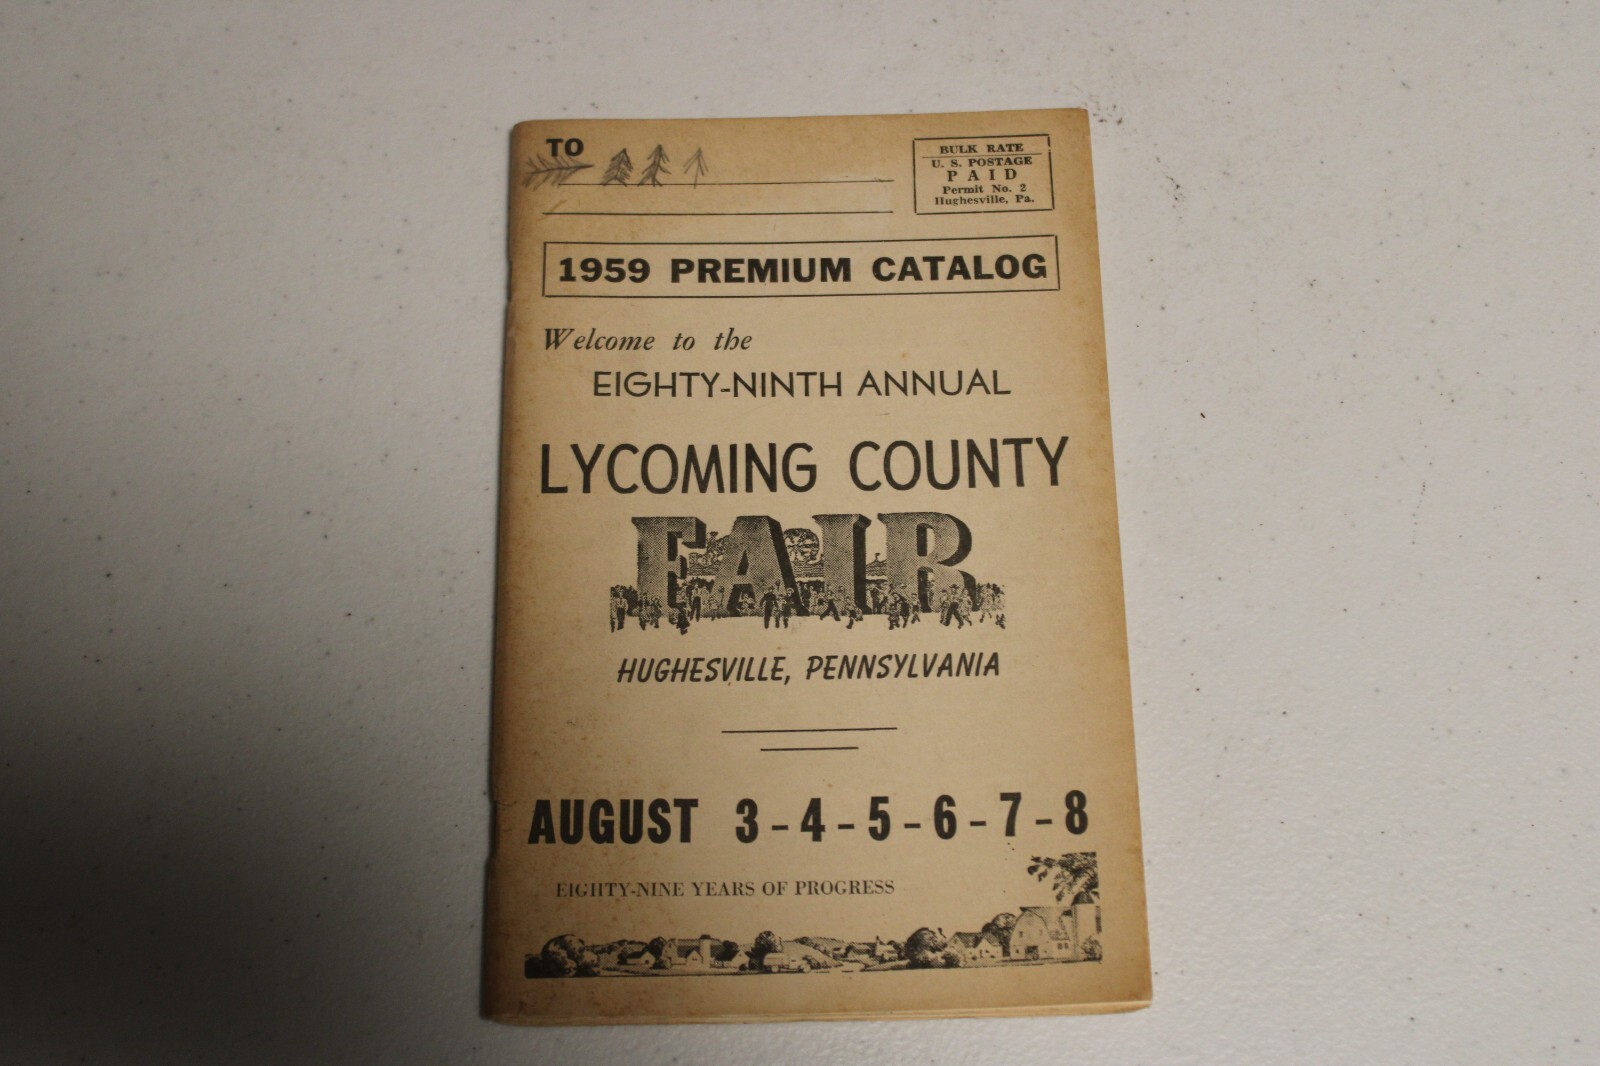 TO
BULK RATE
U. S. POSTAGE
PAID
Permit No. 2
Hughesville, Pa.
1959 PREMIUM CATALOG
Welcome to the
EIGHTY-NINTH ANNUAL
LYCOMING COUNTY
FAIR
HUGHESVILLE, PENNSYLVANIA
AUGUST 3-4-5-6-7-8
EIGHTY-NINE YEARS OF PROGRESS